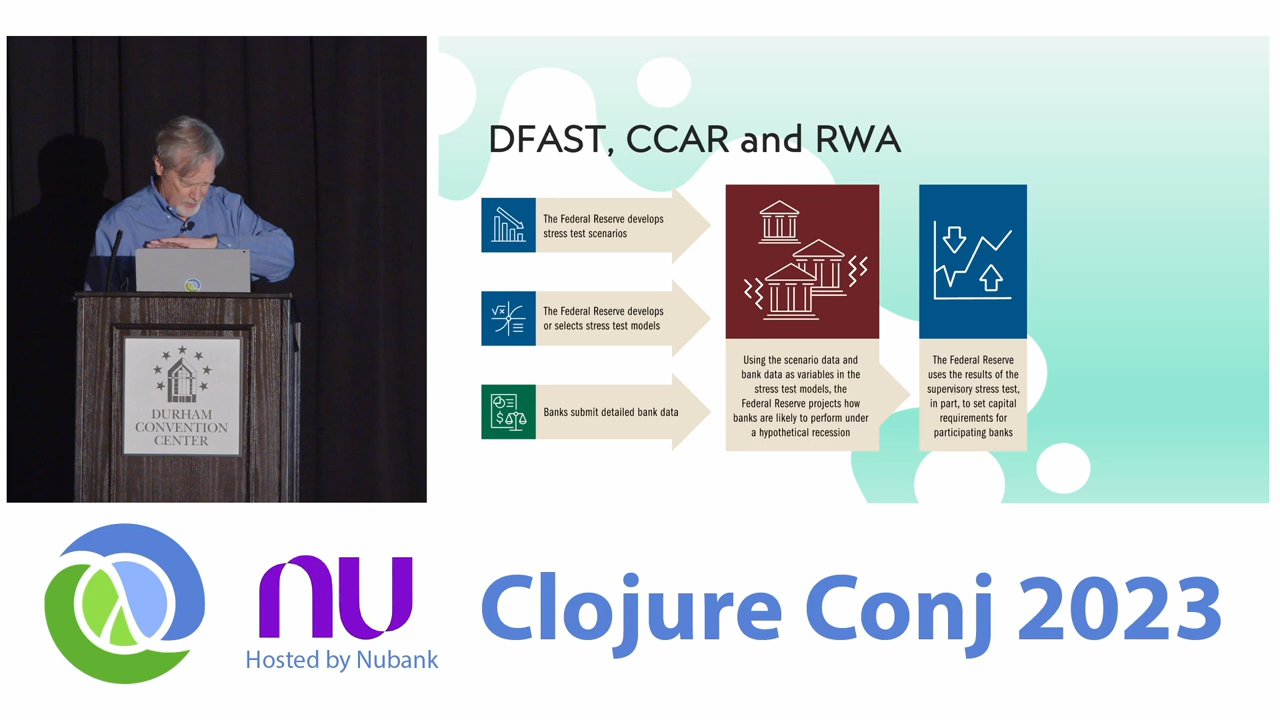 DFAST, CCAR and RWA
The Federal Reserve develops
stress test scenarios
The Federal Reserve develops
or selects stress test models
Banks submit detailed bank data
Using the scenario data and
bank data as variables in the
stress test models, the
Federal Reserve projects how
banks are likely to perform under
a hypothetical recession
The Federal Reserve
uses the results of the
supervisory stress test,
in part, to set capital
requirements for
participating banks
DURHAM
CONVENTION
CENTER
nu
Hosted by Nubank
Clojure Conj 2023